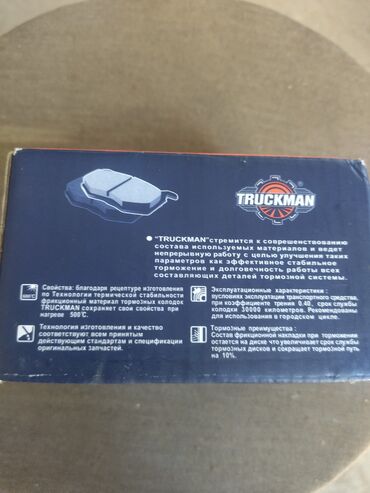 TRUCKMAN
®
"TRUCKMAN"стремится к соврешенствованию
состава используемых материалов и ведет
непрерывную работу с целью улучшения таких
параметров как эффективное стабильное
торможение и долговечность работы всех
составляющих деталей тормозной системы.
500℃
Свойства: благодаря рецептуре изготовления
по Технологии термической стабильности
фрикционный материал тормозных колодок
TRUCKMAN сохраняет свои свойства при
нагреве 500℃.
Технология изготовления и качество
соответствуют всем принятым
действующим стандартам и спецификации
оригинальных запчастей.
Эксплуатационные характеристики :
вусловиях эксплуатации транспортного средства,
при коэффициенте трения 0.40, срок службы
колодки 30000 километров. Рекомендованы
для использования в городском цикле.
Тормозные преимущества :
Состав фрикционной накладки при торможении
остается на диске что увеличивает срок службы
тормозных дисков и сокращает тормозной путь
на 10%.